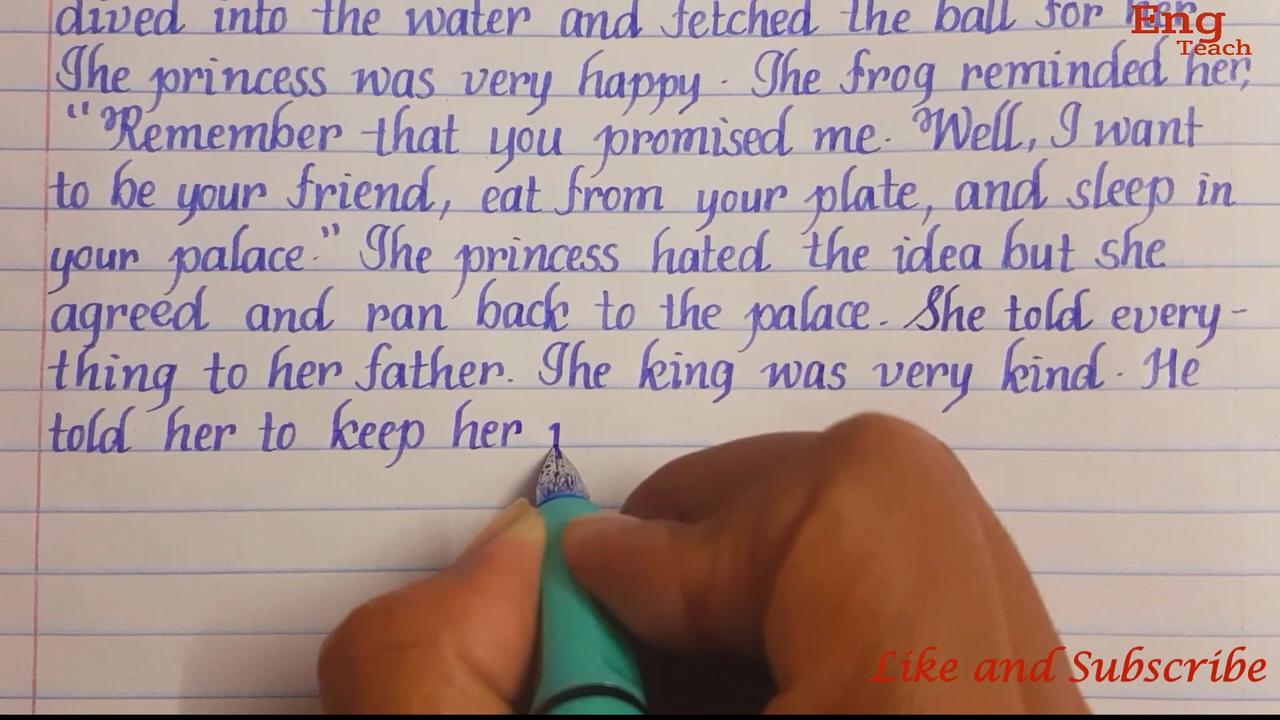 dived into the water and fetched the ball for her.
Eng
Teach
The princess was very happy. The frog reminded her,
"Remember that you promised me. Well, I want
to be your friend, eat from your plate, and sleep in
your palace." The princess hated the idea but she
agreed and ran back to the palace. She told every-
thing to her father. The king was very kind. He
told her to keep her
Like and Subscribe